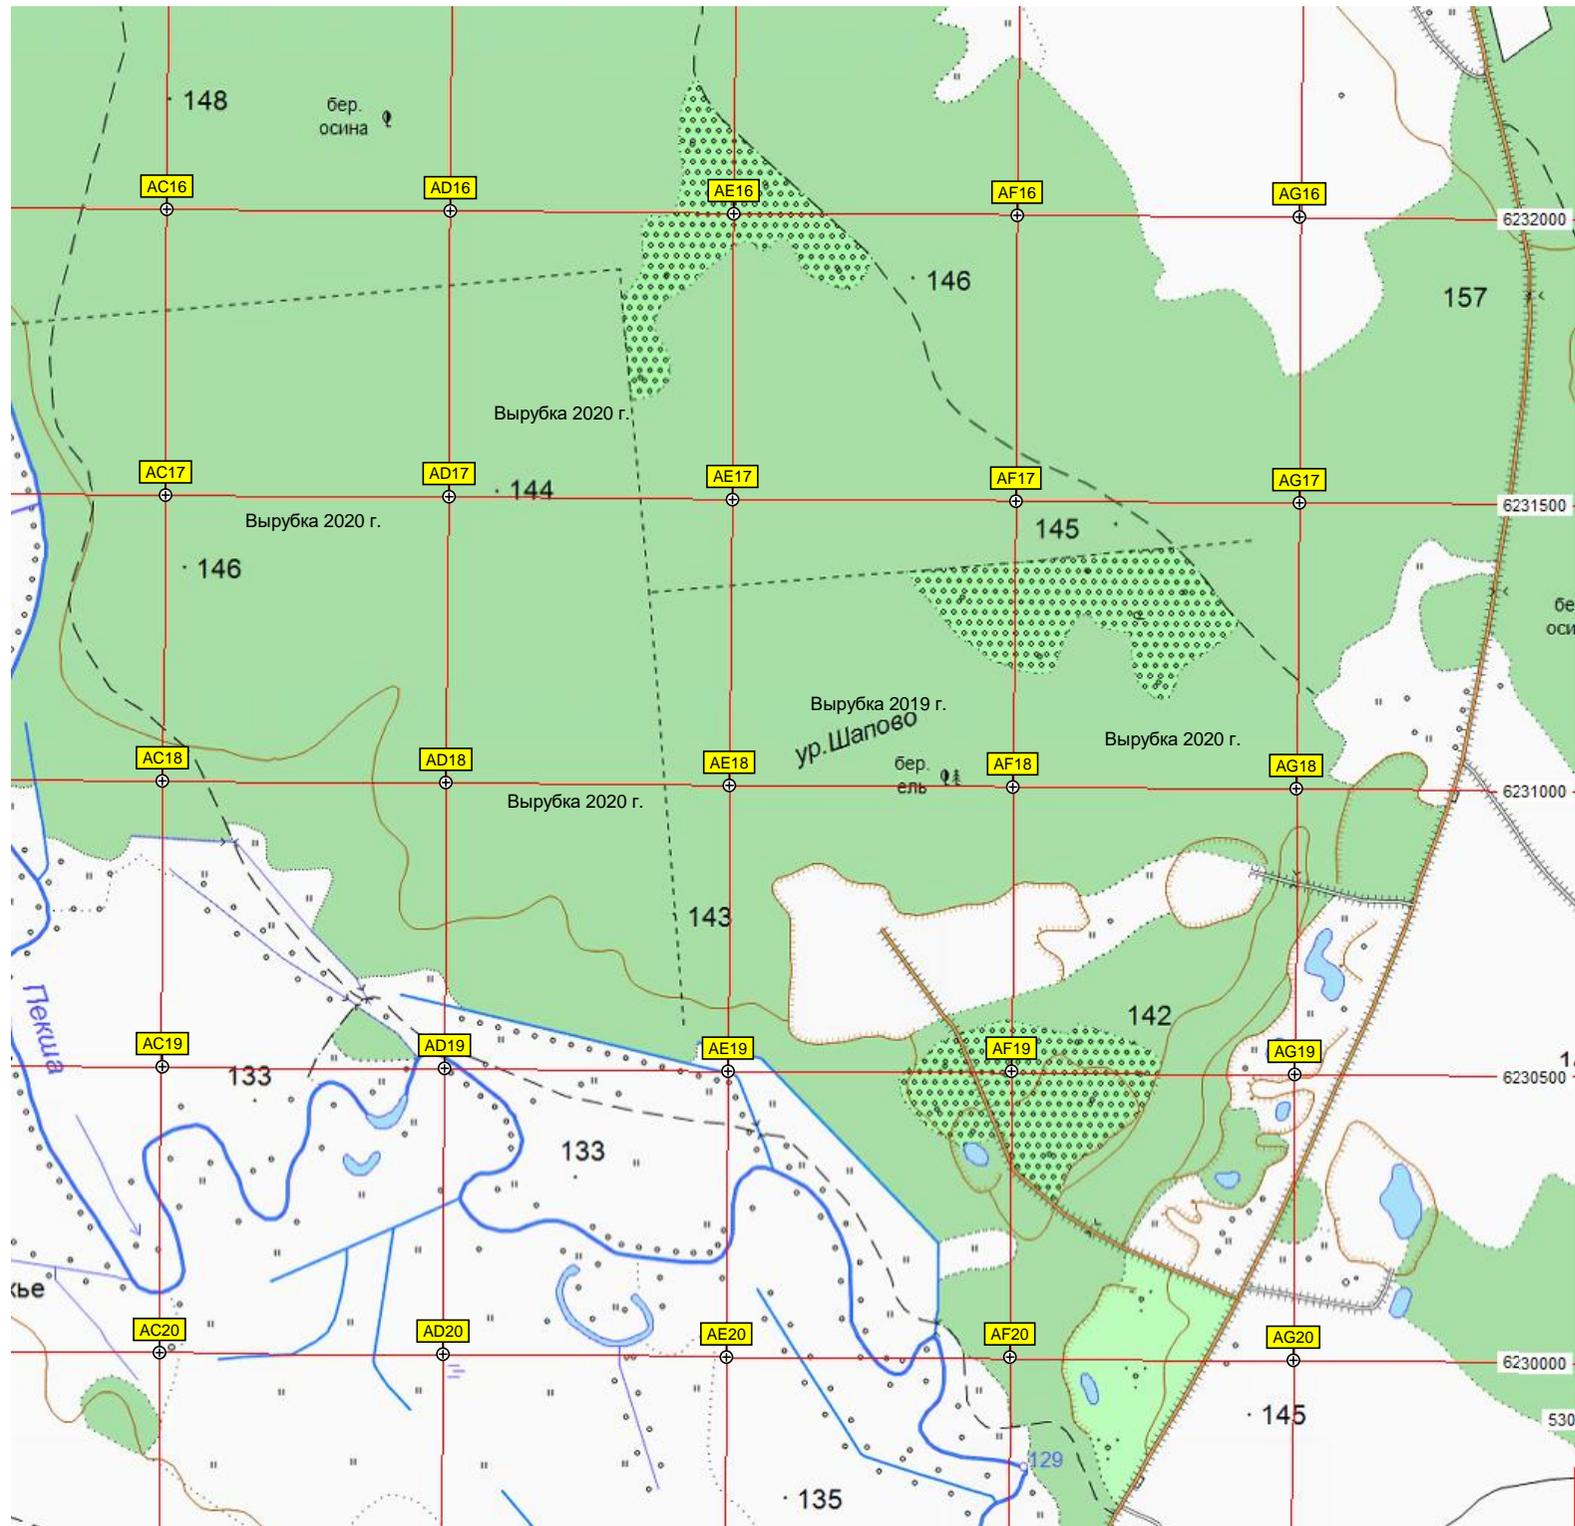 148
бер.
осина
AC16
AD16
AE16
AF16
AG16
6232000
146
157
Вырубка 2020 г.
AC17
AD17
144
AE17
AF17
AG17
6231500
Вырубка 2020 г.
145
146
бе
оси
Вырубка 2019 г.
ур.Шапово
Вырубка 2020 г.
AC18
AD18
AE18
бер.
ель
AF18
AG18
6231000
Вырубка 2020 г.
143
Пекша
142
AC19
AD19
AE19
AF19
AG19
133
6230500
133
кье
AC20
AD20
AE20
AF20
AG20
6230000
145
530
129
135